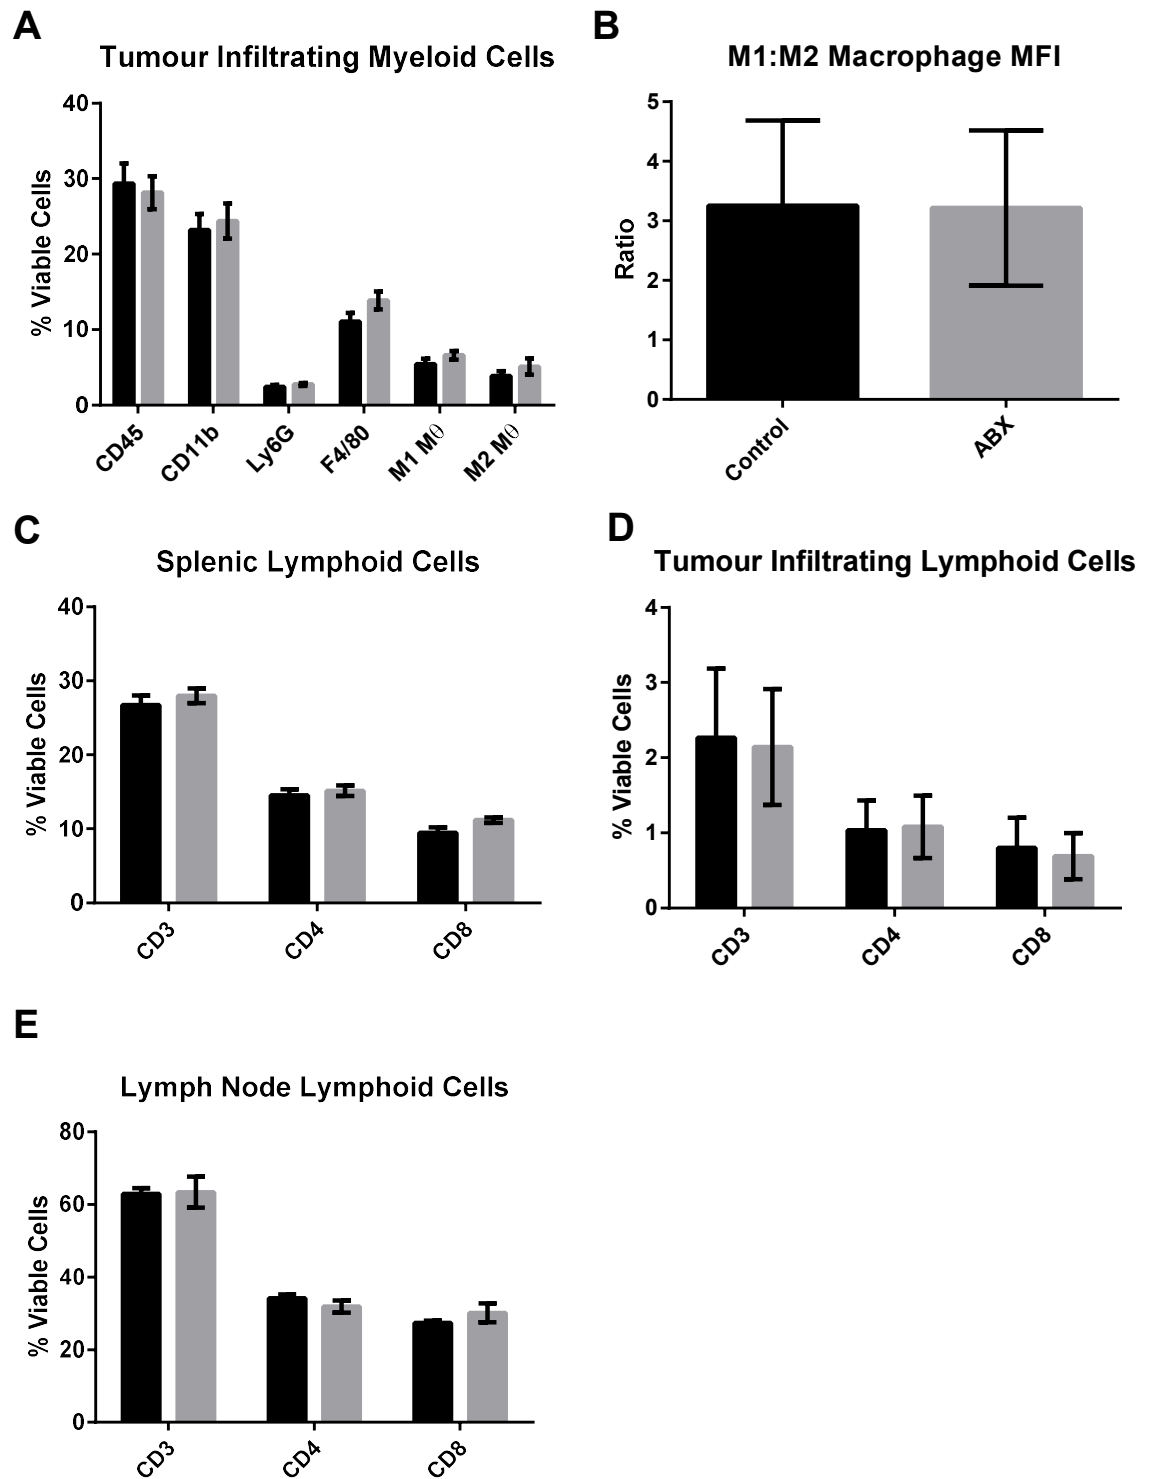 A
Tumour Infiltrating Myeloid Cells
% Viable Cells
40
30
20
10
0
CD45
CD11b
Ly6G
F4/80
M1 Mθ
M2 Mθ
B
M1:M2 Macrophage MFI
Ratio
5
4
3
2
1
0
Control
ABX
C
Splenic Lymphoid Cells
% Viable Cells
40
30
20
10
0
CD3
CD4
CD8
D
Tumour Infiltrating Lymphoid Cells
% Viable Cells
4
3
2
1
0
CD3
CD4
CD8
E
Lymph Node Lymphoid Cells
% Viable Cells
80
60
40
20
0
CD3
CD4
CD8